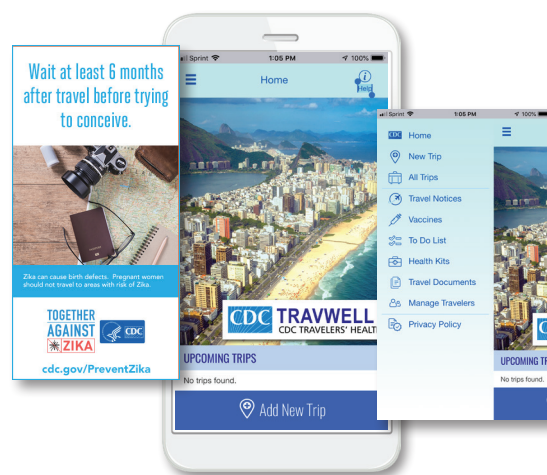 Wait at least 6 months
after travel before trying
to conceive.
Zika can cause birth defects. Pregnant women
should not travel to areas with risk of Zika.
TOGETHER
AGAINST
ZIKA
CDC
cdc.gov/PreventZika
Sprint
1:05 PM
100%
Home
Help
CDC TRAVWELL
CDC TRAVELERS' HEALT
UPCOMING TRIPS
No trips found.
Add New Trip
Sprint
1:05 PM
100%
CDC Home
New Trip
All Trips
Travel Notices
Vaccines
To Do List
Health Kits
Travel Documents
Manage Travelers
Privacy Policy
UPCOMING TR
No trips found.